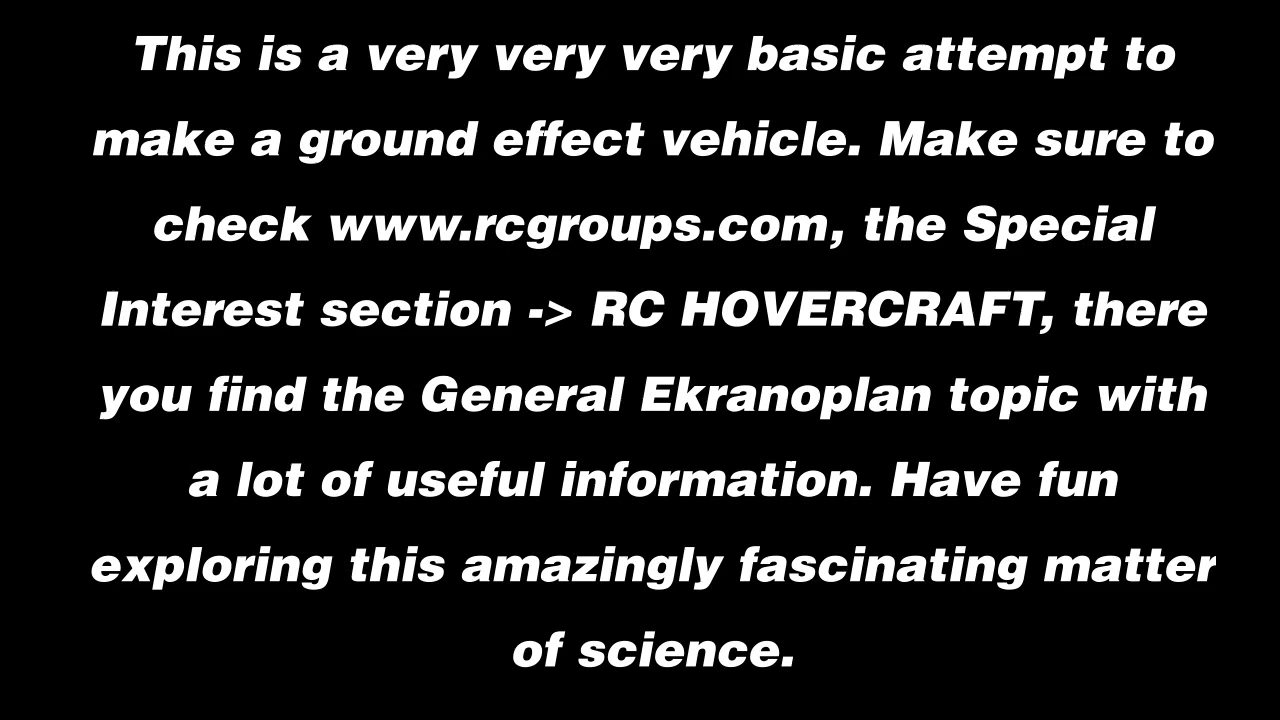 This is a very very very basic attempt to
make a ground effect vehicle. Make sure to
check www.rcgroups.com, the Special
Interest section -> RC HOVERCRAFT, there
you find the General Ekranoplan topic with
a lot of useful information. Have fun
exploring this amazingly fascinating matter
of science.